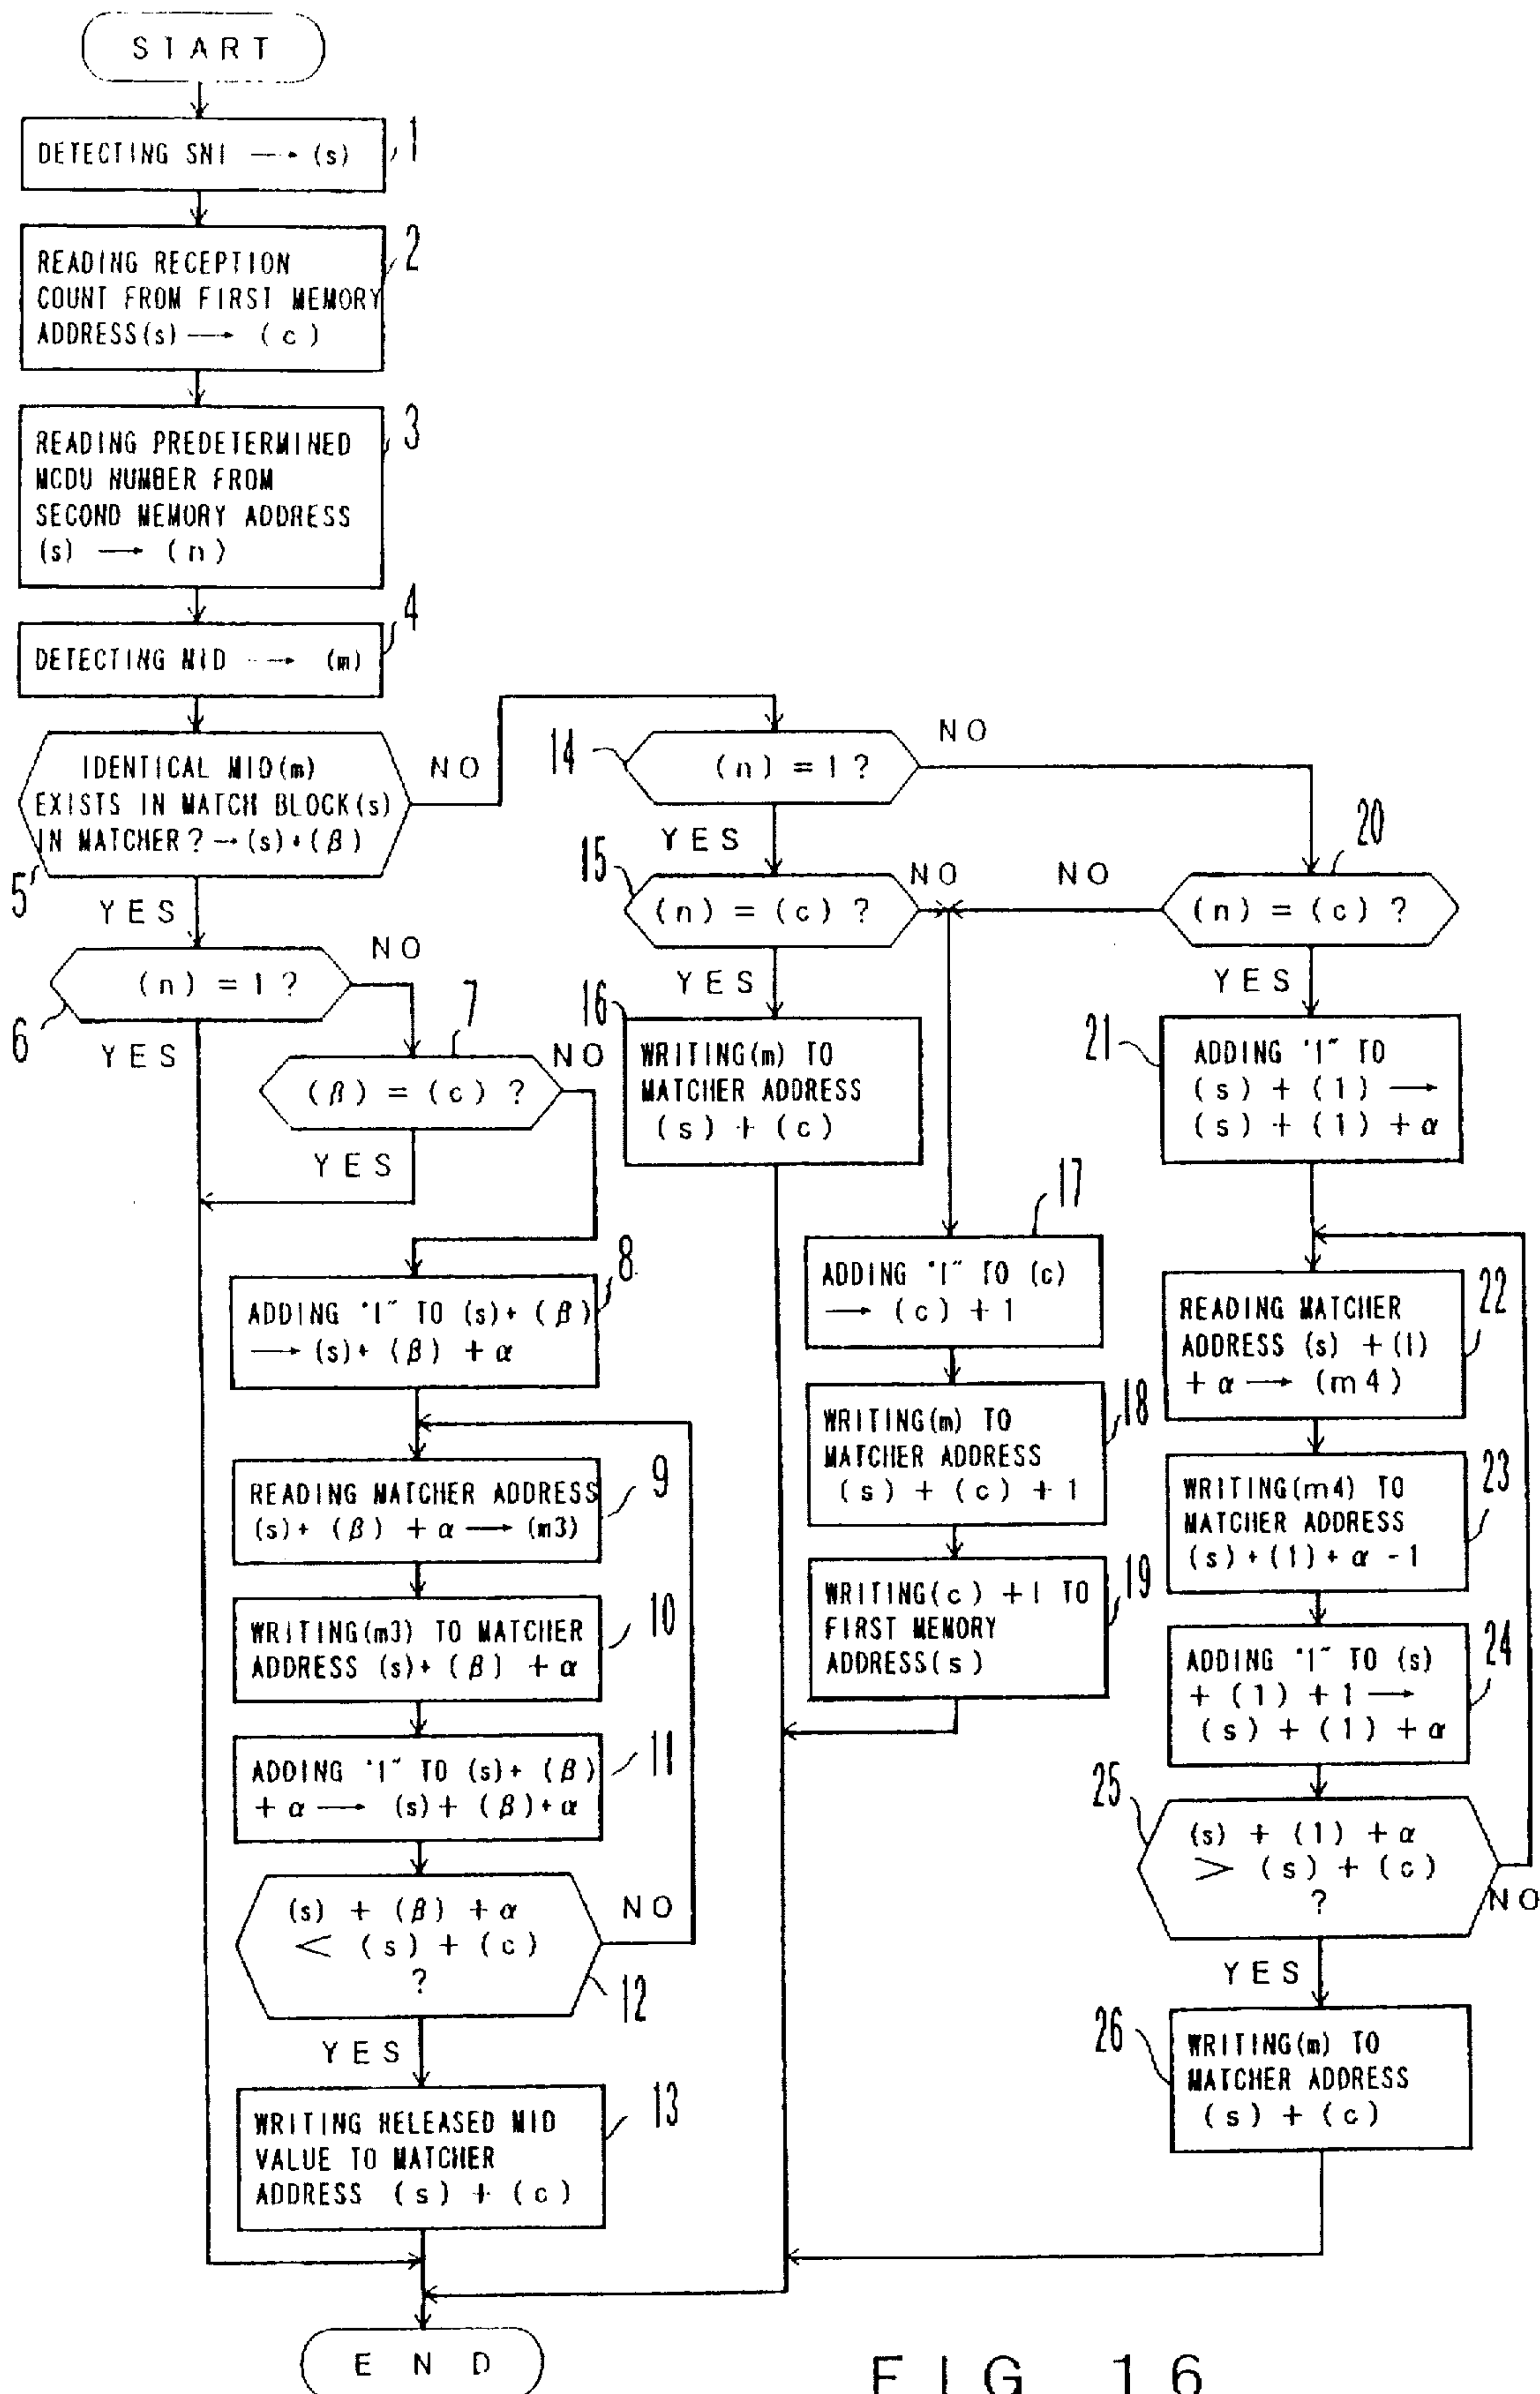 START
DETECTING SNI → (s)
1
READING RECEPTION
COUNT FROM FIRST MEMORY
ADDRESS(s) → (c)
2
READING PREDETERMINED
MCDU NUMBER FROM
SECOND MEMORY ADDRESS
(s) → (n)
3
DETECTING MID → (m)
4
IDENTICAL MID(m)
EXISTS IN MATCH BLOCK(s)
IN MATCHER? → (s)+(β)
5
NO
YES
(n) = 1 ?
6
NO
YES
(β) = (c) ?
7
NO
YES
ADDING "1" TO (s)+(β)
→ (s)+(β) +α
8
READING MATCHER ADDRESS
(s)+(β) +α → (m3)
9
WRITING(m3) TO MATCHER
ADDRESS (s)+(β) +α
10
ADDING "1" TO (s)+(β)
+α → (s)+(β)+α
11
(s) + (β) +α
< (s) + (c)
?
12
NO
YES
WRITING RELEASED MID
VALUE TO MATCHER
ADDRESS (s) + (c)
13
END
14
(n) = 1 ?
NO
YES
15
(n) = (c) ?
NO
YES
16
WRITING(m) TO
MATCHER ADDRESS
(s) + (c)
17
ADDING "1" TO (c)
→ (c) +1
18
WRITING(m) TO
MATCHER ADDRESS
(s) + (c) + 1
19
WRITING(c) +1 TO
FIRST MEMORY
ADDRESS(s)
20
NO
(n) = (c) ?
YES
21
ADDING "1" TO
(s) + (1) →
(s) + (1) +α
22
READING MATCHER
ADDRESS (s) +(1)
+α → (m4)
23
WRITING(m4) TO
MATCHER ADDRESS
(s)+(1)+α -1
24
ADDING "1" TO (s)
+ (1) +1 →
(s) + (1) +α
25
(s) + (1) +α
> (s) + (c)
?
NO
YES
26
WRITING(m) TO
MATCHER ADDRESS
(s) + (c)
FIG. 16